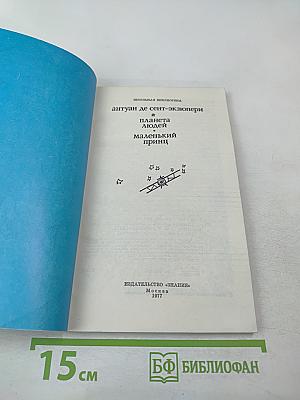 ШКОЛЬНАЯ БИБЛИОТЕКА
антуан де сент-экзюпери
планета
людей
маленький
принц
ИЗДАТЕЛЬСТВО «ЗНАНИЕ»
Москва
1977
15 см
БФ БИБЛИОФАН